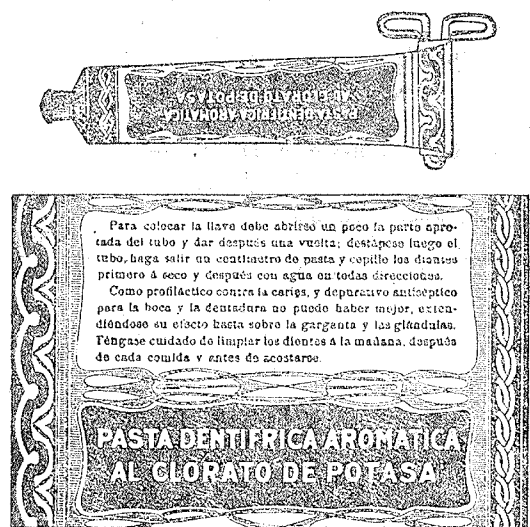 PASTA DENTIFRICA AROMATICA
AL CLORATO DE POTASA
Para colocar la llave debe abrirse un poco la parte apre-
tada del tubo y dar después una vuelta; destápese luego el
tubo, haga salir un centímetro de pasta y cepille los dientes
primero á seco y después con agua en todas direcciones.
Como profiláctico contra la caries, y depurativo antiséptico
para la boca y la dentadura no puede haber mejor, exten-
diéndose su efecto hasta sobre la garganta y las glándulas.
Téngase cuidado de limpiar los dientes á la mañana, después
de cada comida y antes de acostarse.
PASTA DENTIFRICA AROMATICA
AL CLORATO DE POTASA